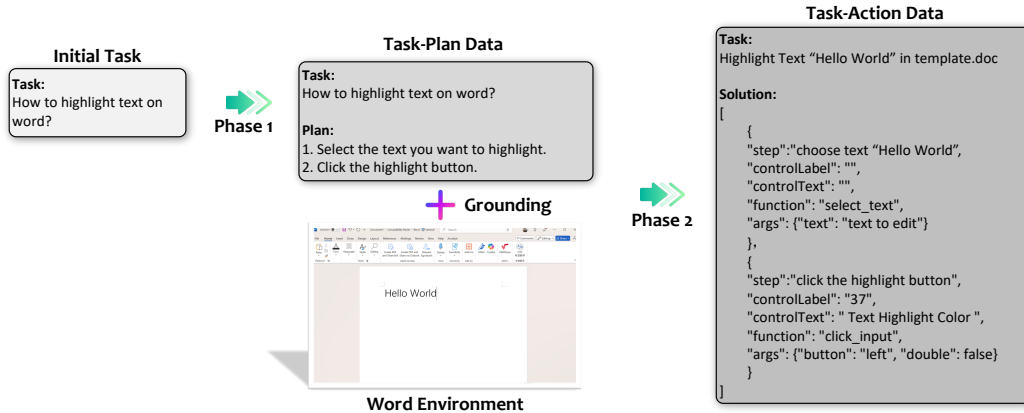 Initial Task
Task:
How to highlight text on
word?
Phase 1
Task-Plan Data
Task:
How to highlight text on word?
Plan:
1. Select the text you want to highlight.
2. Click the highlight button.
Grounding
Hello World
Word Environment
Phase 2
Task-Action Data
Task:
Highlight Text “Hello World” in template.doc
Solution:
[
{
"step":"choose text “Hello World”,
"controlLabel": "",
"controlText": "",
"function": "select_text",
"args": {"text": "text to edit"}
},
{
"step":"click the highlight button",
"controlLabel": "37",
"controlText": " Text Highlight Color ",
"function": "click_input",
"args": {"button": "left", "double": false}
}
]